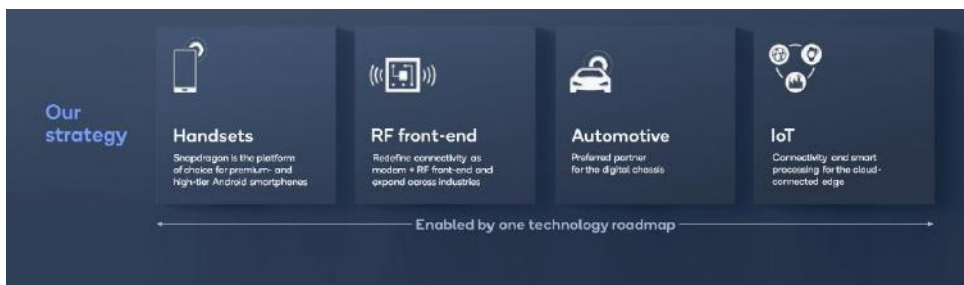 Our
strategy
Handsets
Snapdragon is the platform
of choice for premium- and
high-tier Android smartphones
RF front-end
Redefine connectivity as
modem + RF front-end and
expand across industries
Automotive
Preferred partner
for the digital chassis
IoT
Connectivity and smart
processing for the cloud-
connected edge
Enabled by one technology roadmap